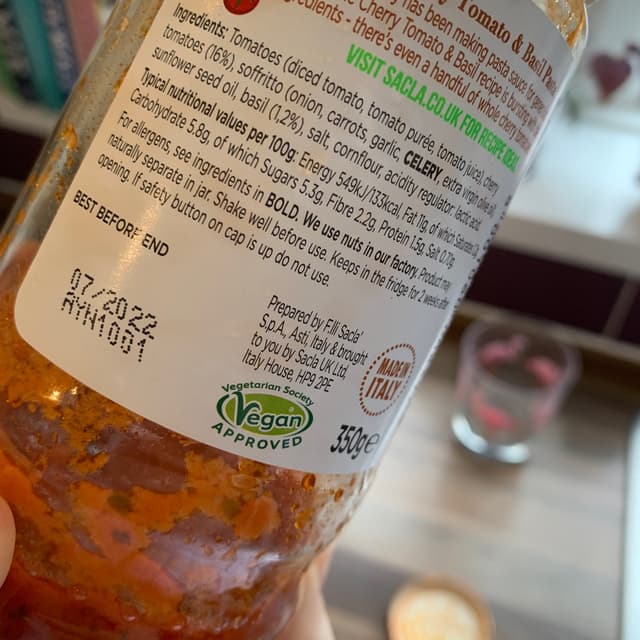 Tomato & Basil
has been making pasta sauce for
Cherry Tomato & Basil recipe is bursting with
ingredients - there's even a handful of whole cherry
VISIT SACLA.CO.UK FOR RECIPE IDEAS
Ingredients: Tomatoes (diced tomato, tomato purée, tomato juice), cherry
tomatoes (16%), soffritto (onion, carrots, garlic, CELERY, extra virgin olive oil),
sunflower seed oil, basil (1,2%), salt, cornflour, acidity regulator: lactic acid.
Typical nutritional values per 100g: Energy 549kJ/133kcal, Fat 11g, of which Saturates
Carbohydrate 5.8g, of which Sugars 5.3g, Fibre 2.2g, Protein 1.5g, Salt 0.71g.
For allergens, see ingredients in BOLD. We use nuts in our factory. Product may
naturally separate in jar. Shake well before use. Keeps in the fridge for 2 weeks after
opening. If safety button on cap is up do not use.
BEST BEFORE END
07/2022
AYN1001
Prepared by F.lli Sacla'
S.p.A., Asti, Italy & brought
to you by Sacla UK Ltd,
Italy House, HP9 2PE
MADE IN
ITALY
Vegetarian Society
Vegan
APPROVED
350g e